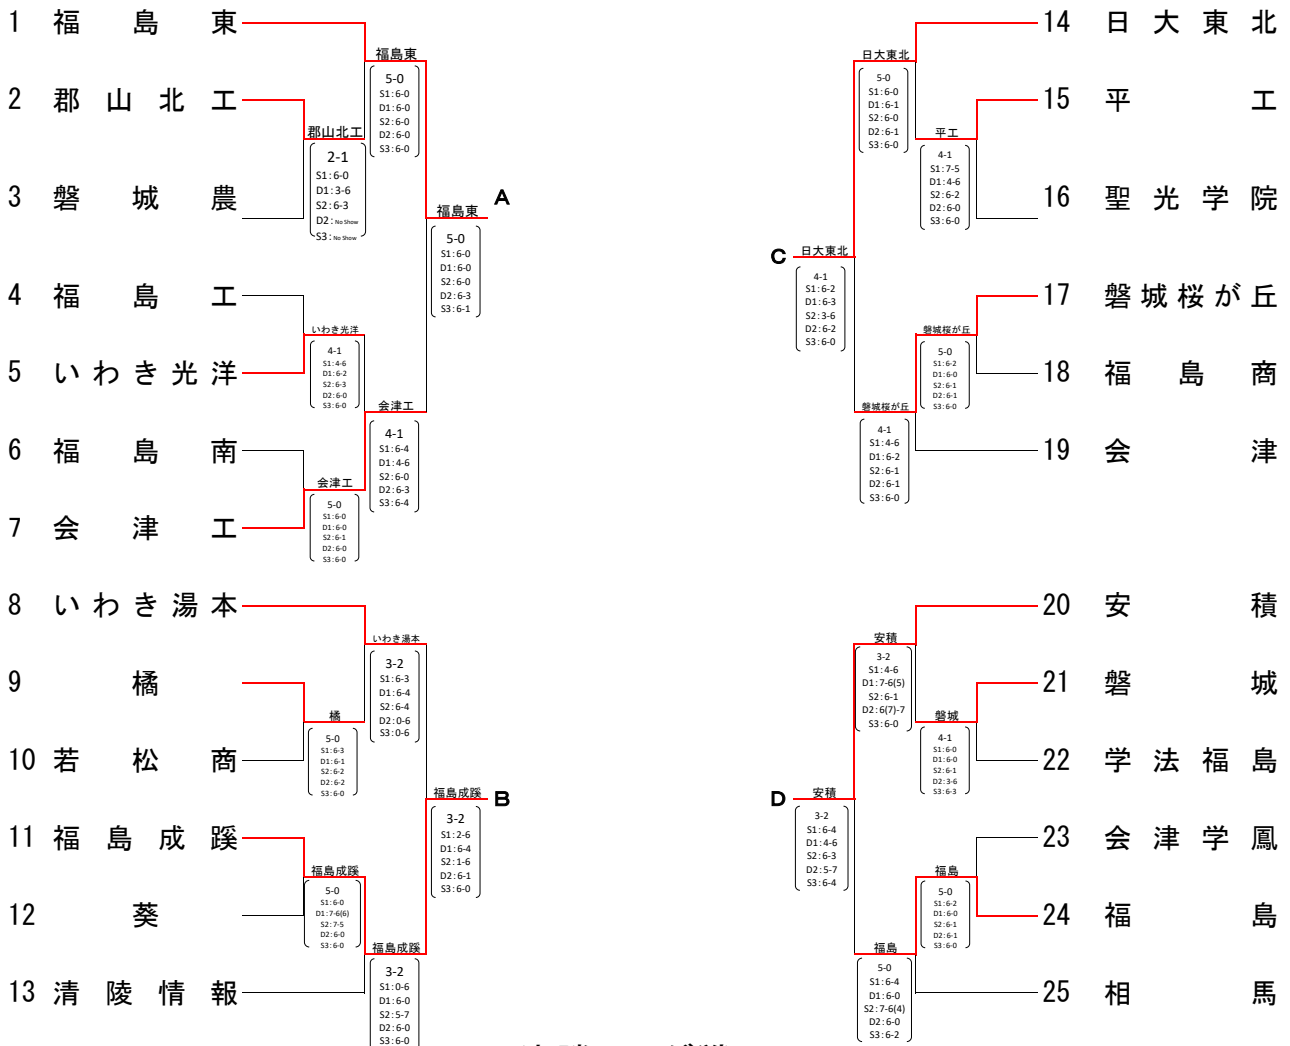 1 福島東
福島東
5-0
S1:6-0
D1:6-0
S2:6-0
D2:6-0
S3:6-0
2 郡山北工
郡山北工
2-1
S1:6-0
D1:3-6
S2:6-3
D2:No Show
S3:No Show
3 磐城農
福島東
A
5-0
S1:6-0
D1:6-0
S2:6-0
D2:6-3
S3:6-1
4 福島工
いわき光洋
4-1
S1:4-6
D1:6-2
S2:6-3
D2:6-0
S3:6-0
5 いわき光洋
会津工
4-1
S1:6-4
D1:4-6
S2:6-0
D2:6-3
S3:6-4
6 福島南
会津工
5-0
S1:6-0
D1:6-0
S2:6-1
D2:6-0
S3:6-0
7 会津工
8 いわき湯本
いわき湯本
3-2
S1:6-3
D1:6-4
S2:6-4
D2:0-6
S3:0-6
9 橘
橘
5-0
S1:6-3
D1:6-1
S2:6-2
D2:6-2
S3:6-0
10 若松商
福島成蹊
B
3-2
S1:2-6
D1:6-4
S2:1-6
D2:6-1
S3:6-0
11 福島成蹊
福島成蹊
5-0
S1:6-0
D1:7-6(6)
S2:7-5
D2:6-0
S3:6-0
12 葵
福島成蹊
3-2
S1:0-6
D1:6-0
S2:5-7
D2:6-0
S3:6-0
13 清陵情報
14 日大東北
日大東北
5-0
S1:6-0
D1:6-1
S2:6-0
D2:6-1
S3:6-0
15 平工
平工
4-1
S1:7-5
D1:4-6
S2:6-2
D2:6-0
S3:6-0
16 聖光学院
C
日大東北
4-1
S1:6-2
D1:6-3
S2:3-6
D2:6-2
S3:6-0
17 磐城桜が丘
磐城桜が丘
5-0
S1:6-2
D1:6-0
S2:6-1
D2:6-1
S3:6-0
18 福島商
磐城桜が丘
4-1
S1:4-6
D1:6-2
S2:6-1
D2:6-1
S3:6-0
19 会津
20 安積
安積
3-2
S1:4-6
D1:7-6(5)
S2:6-1
D2:6(7)-7
S3:6-0
21 磐城
磐城
4-1
S1:6-0
D1:6-0
S2:6-1
D2:3-6
S3:6-3
22 学法福島
D
安積
3-2
S1:6-4
D1:4-6
S2:6-3
D2:5-7
S3:6-4
23 会津学鳳
福島
5-0
S1:6-2
D1:6-0
S2:6-1
D2:6-1
S3:6-0
24 福島
福島
5-0
S1:6-4
D1:6-0
S2:7-6(4)
D2:6-0
S3:6-2
25 相馬